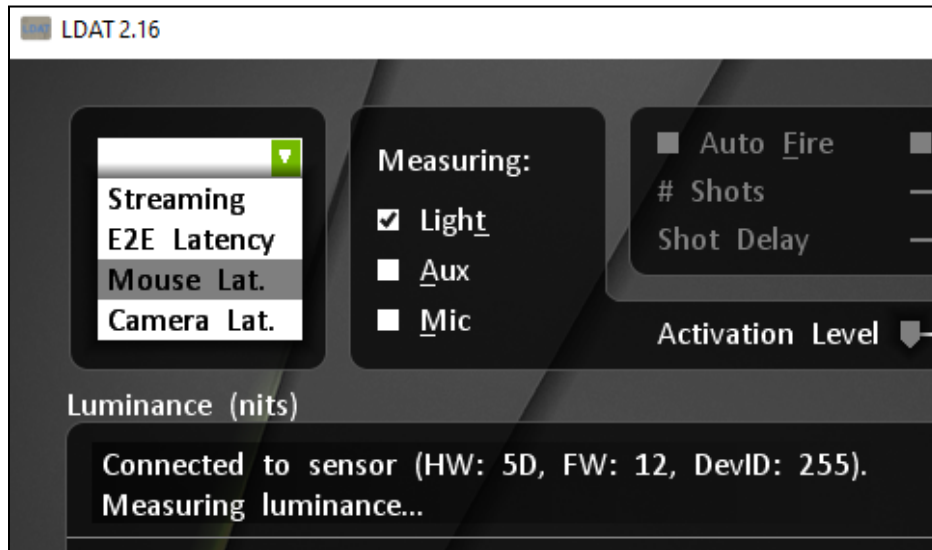 LDAT LDAT 2.16
Streaming
E2E Latency
Mouse Lat.
Camera Lat.
Measuring:
Light
Aux
Mic
Auto Fire
# Shots
Shot Delay
Activation Level
Luminance (nits)
Connected to sensor (HW: 5D, FW: 12, DevID: 255).
Measuring luminance...